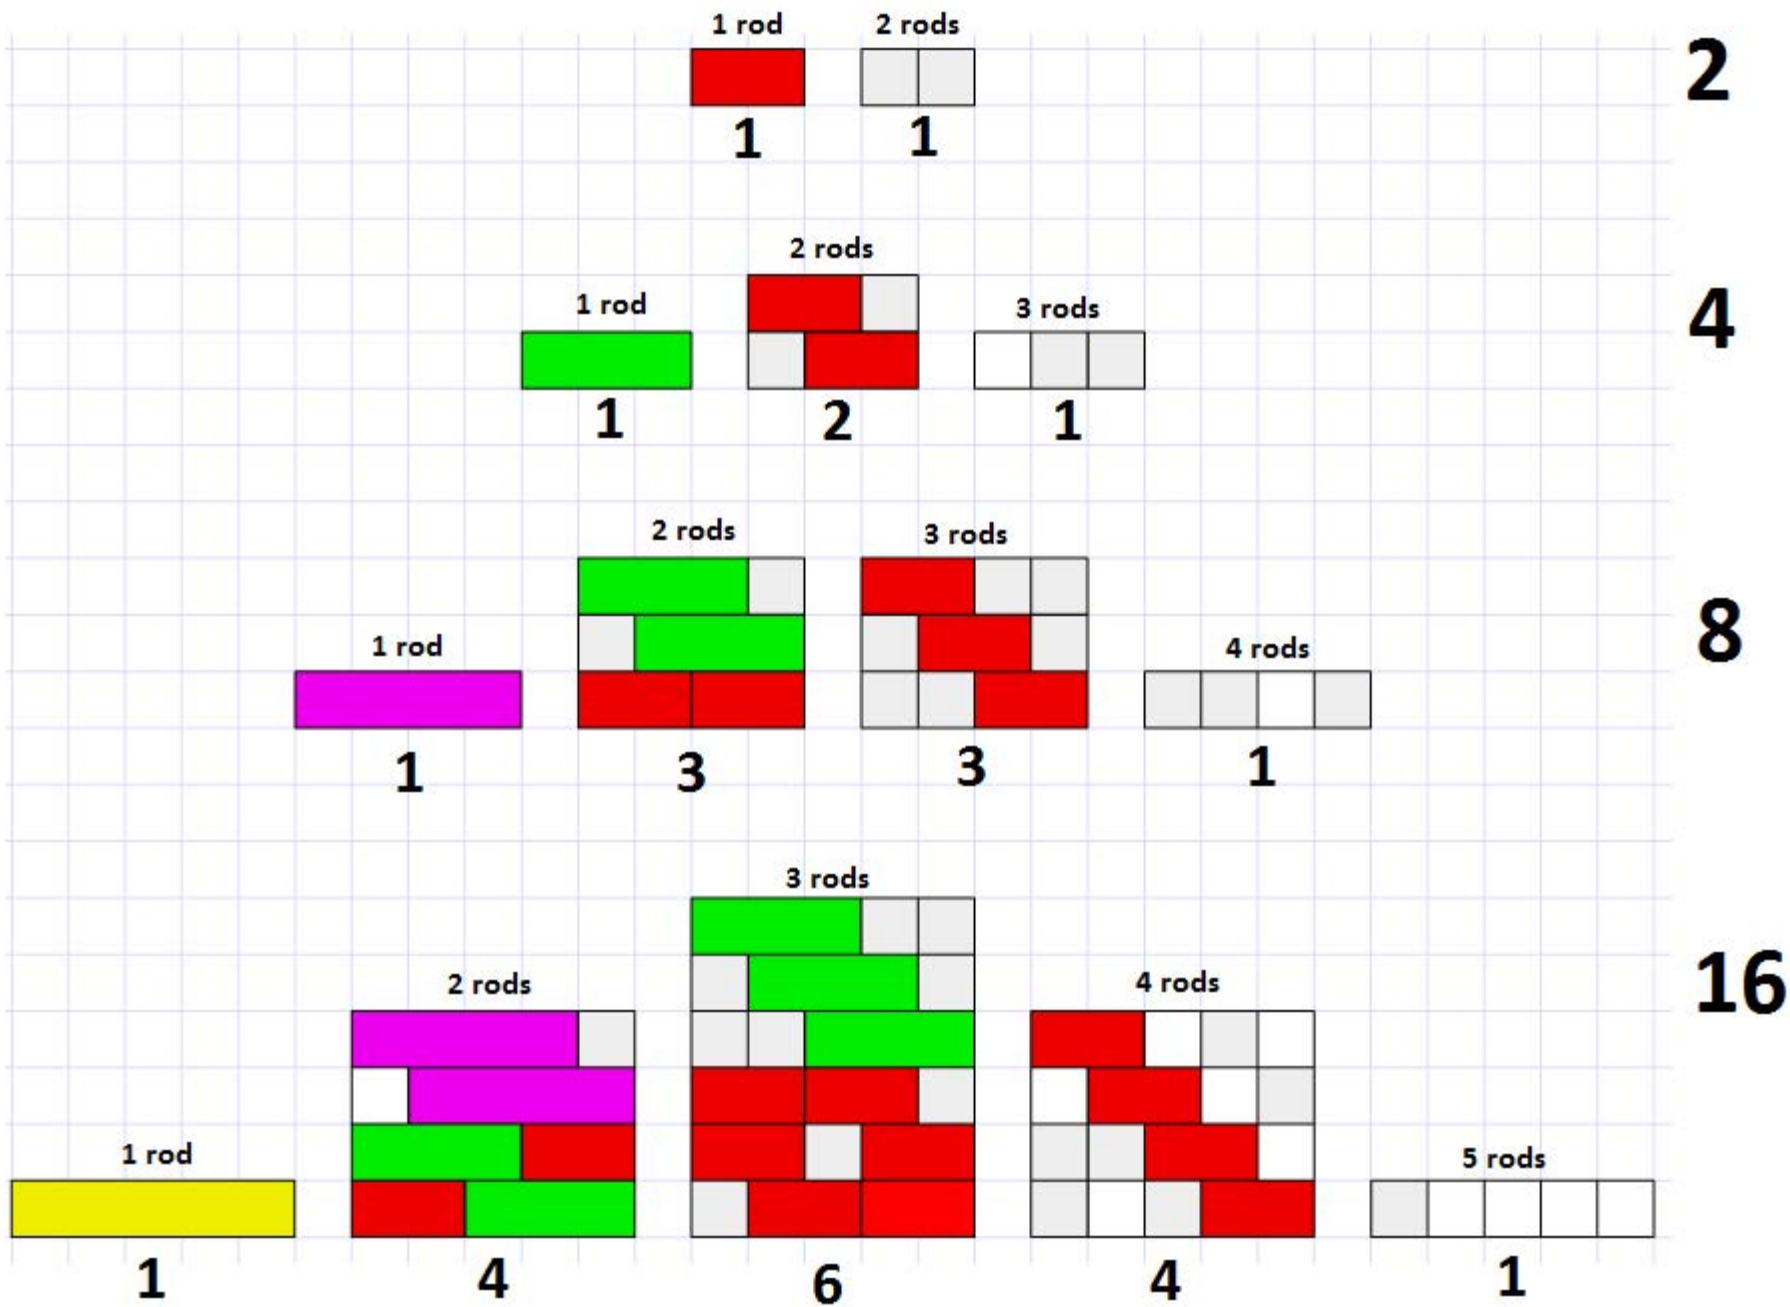 1 rod 2 rods
2
1 1
2 rods
1 rod 3 rods
4
1 2 1
2 rods 3 rods
8
1 rod 4 rods
1 3 3 1
3 rods
2 rods 4 rods
16
1 rod 5 rods
1 4 6 4 1